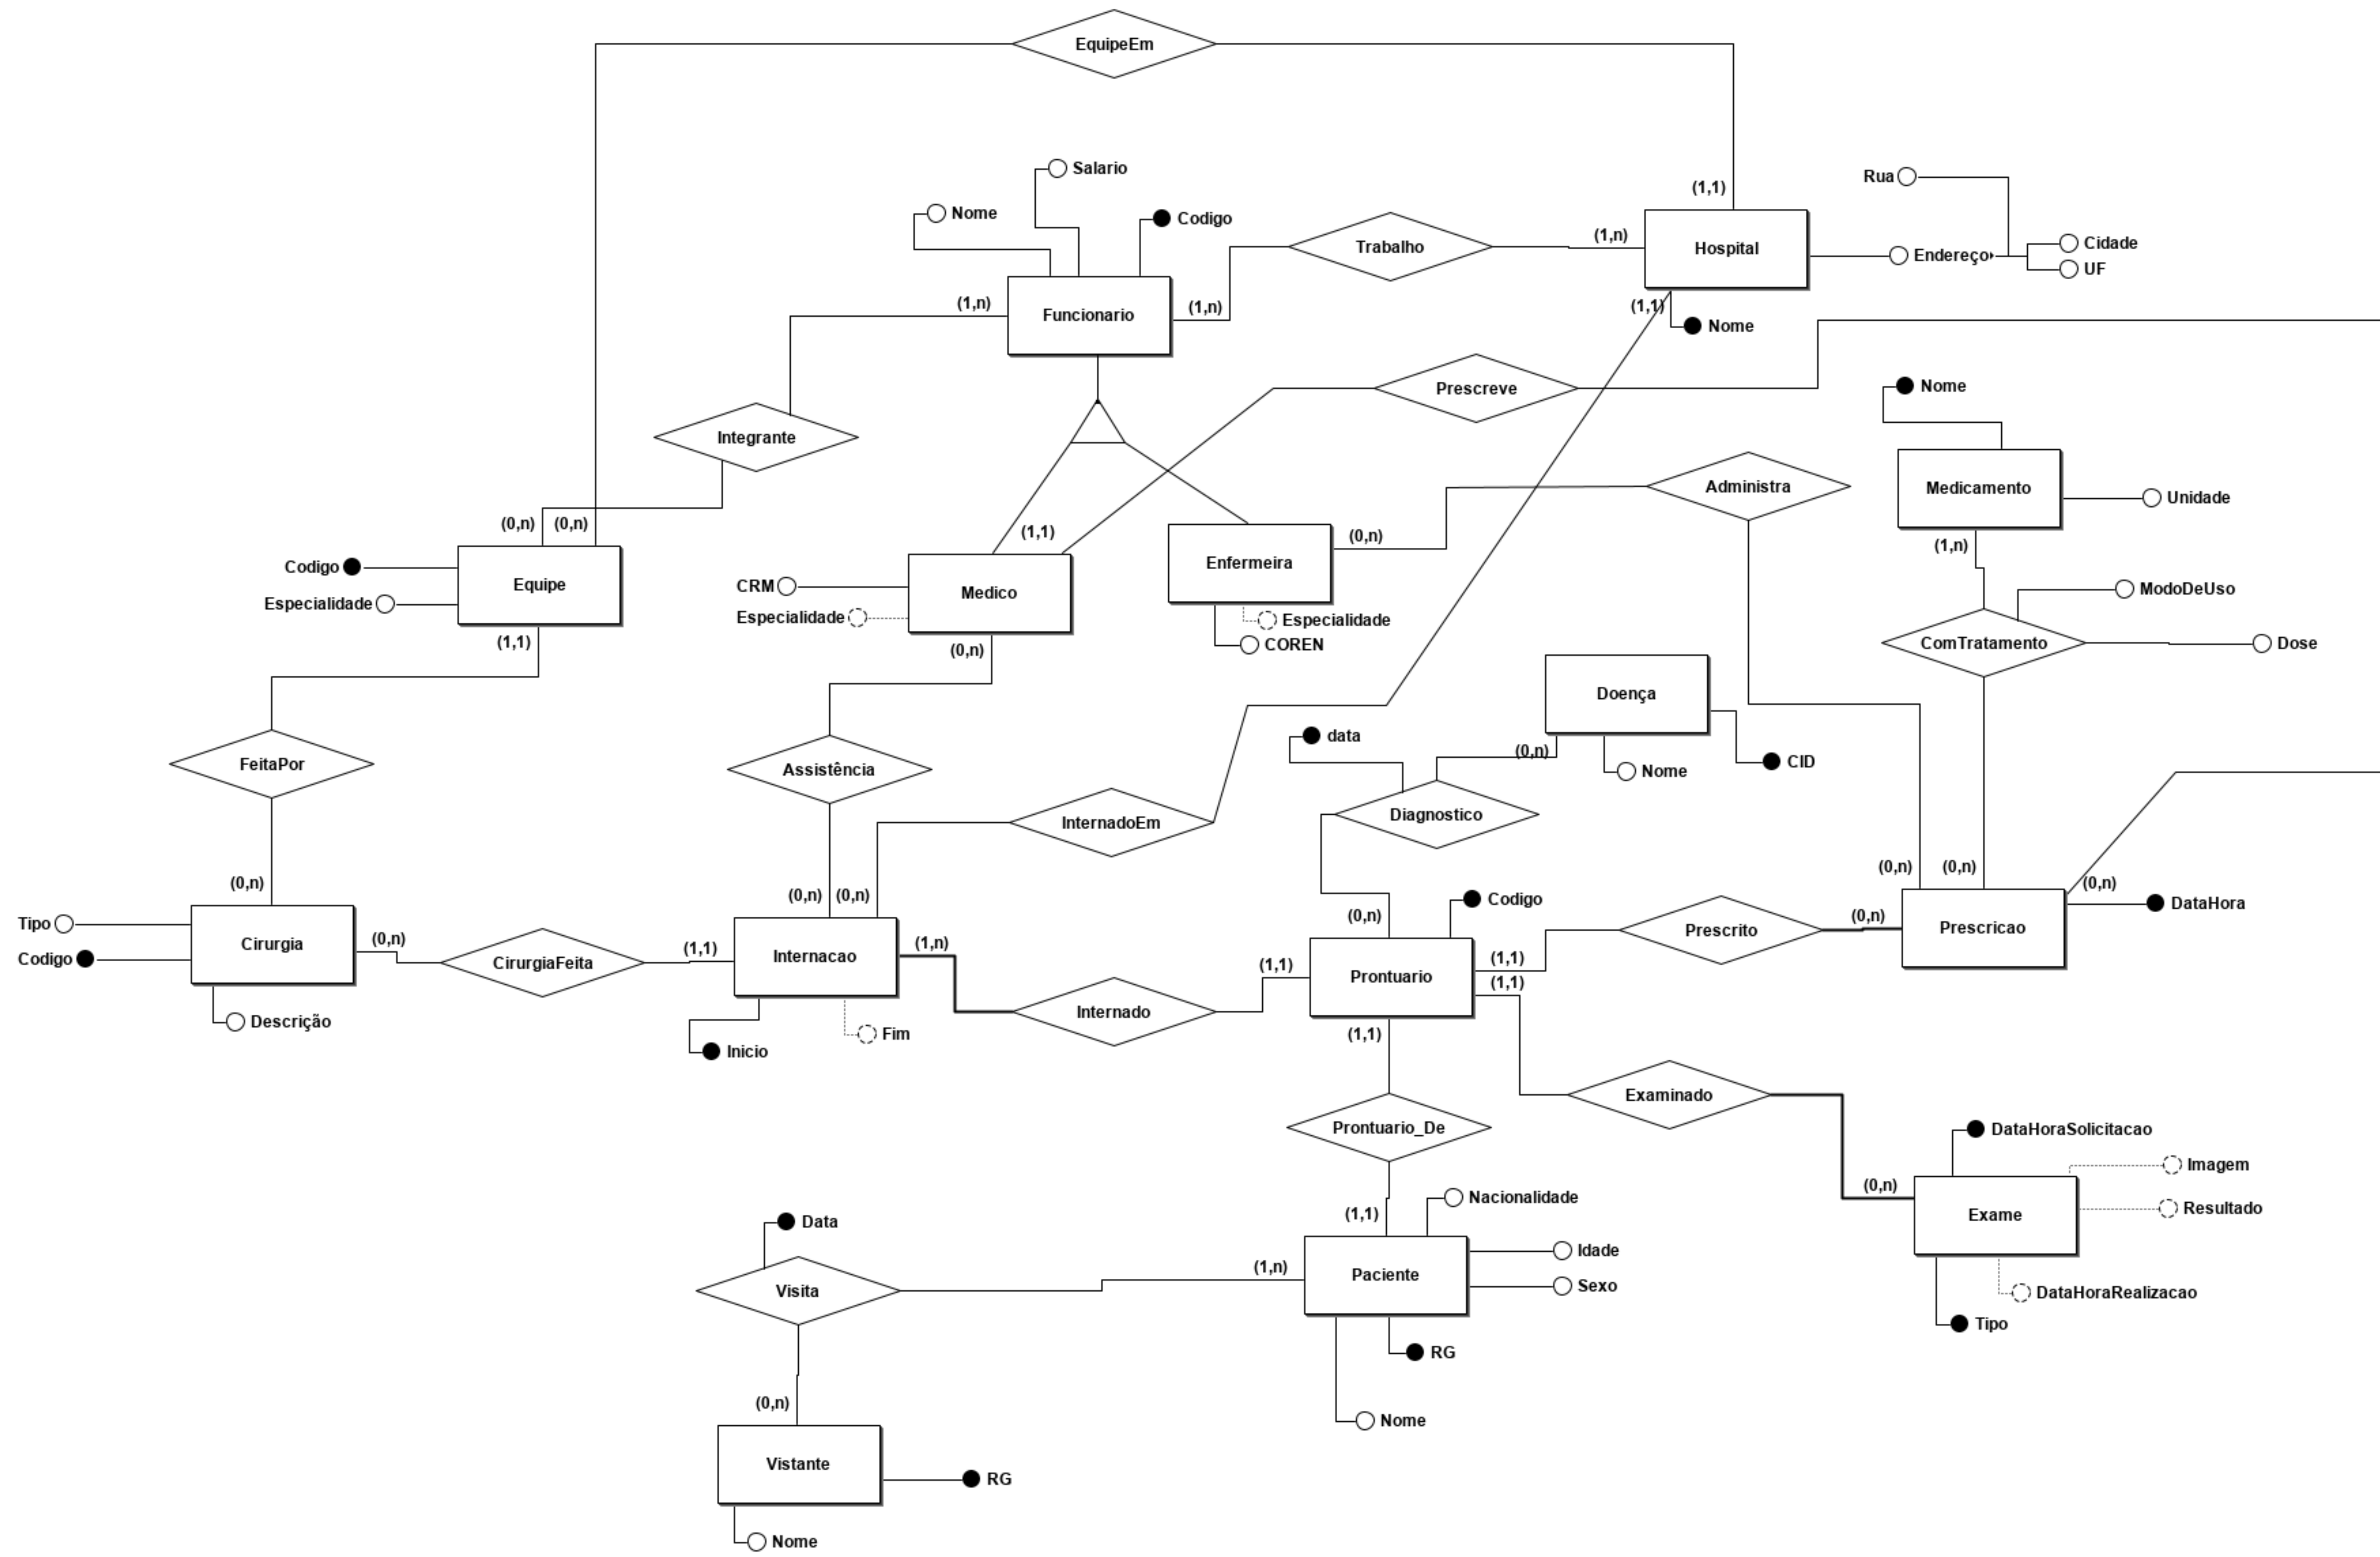 EquipeEm
Salario
Nome
Codigo
Rua
(1,1)
Trabalho
(1,n)
Hospital
Endereço
Cidade
UF
(1,n)
Funcionario
(1,n)
(1,1)
Nome
Prescreve
Nome
Integrante
Administra
Medicamento
Unidade
(0,n)
(0,n)
(1,1)
(0,n)
(1,n)
Codigo
Equipe
Especialidade
CRM
Medico
Especialidade
Enfermeira
Especialidade
COREN
ModoDeUso
(1,1)
(0,n)
ComTratamento
Dose
Doença
data
(0,n)
Nome
CID
FeitaPor
Assistência
InternadoEm
Diagnostico
(0,n)
(0,n)
(0,n)
(0,n)
(0,n)
(0,n)
Tipo
Cirurgia
Codigo
(0,n)
CirurgiaFeita
(1,1)
Internacao
(1,n)
(0,n)
Codigo
DataHora
Prescrito
(0,n)
Prescricao
(1,1)
Prontuario
(1,1)
(1,1)
Descrição
Internado
Fim
Inicio
(1,1)
Examinado
Prontuario_De
DataHoraSolicitacao
Imagem
(0,n)
Exame
Resultado
Nacionalidade
(1,1)
Data
Idade
Visita
(1,n)
Paciente
Sexo
DataHoraRealizacao
Tipo
RG
(0,n)
Nome
Vistante
RG
Nome